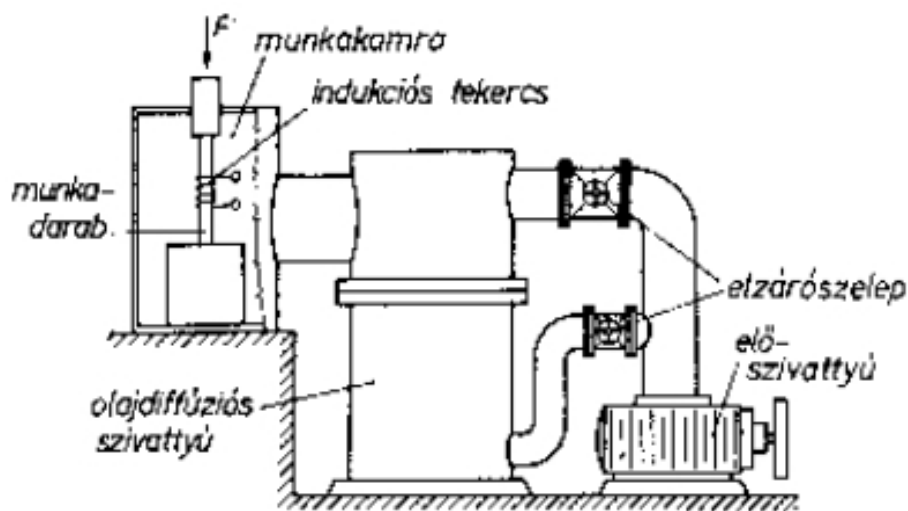 F
munkakamra
indukciós tekercs
munka-
darab.
elzárószelep
elő-
szivattyú
olajdiffúziós
szivattyú